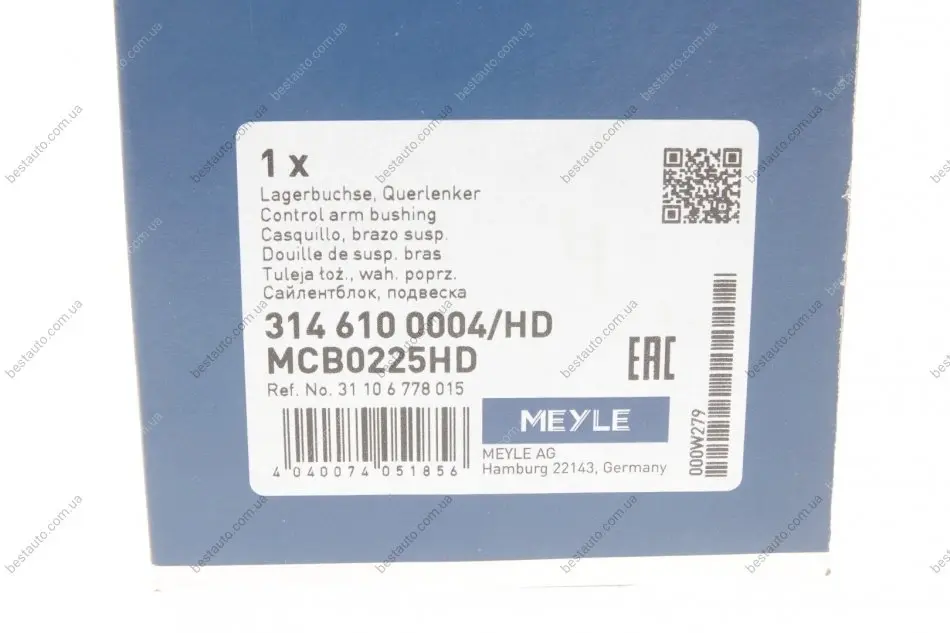 1 x
Lagerbuchse, Querlenker
Control arm bushing
Casquillo, brazo susp.
Douille de susp. bras
Tuleja łoż., wah. poprz.
Сайлентблок, подвеска
314 610 0004/HD
MCB0225HD
Ref. No. 31 10 6 778 015
EAC
MEYLE
MEYLE AG
Hamburg 22143, Germany
4 040074 051856
000W279
bestauto.com.ua